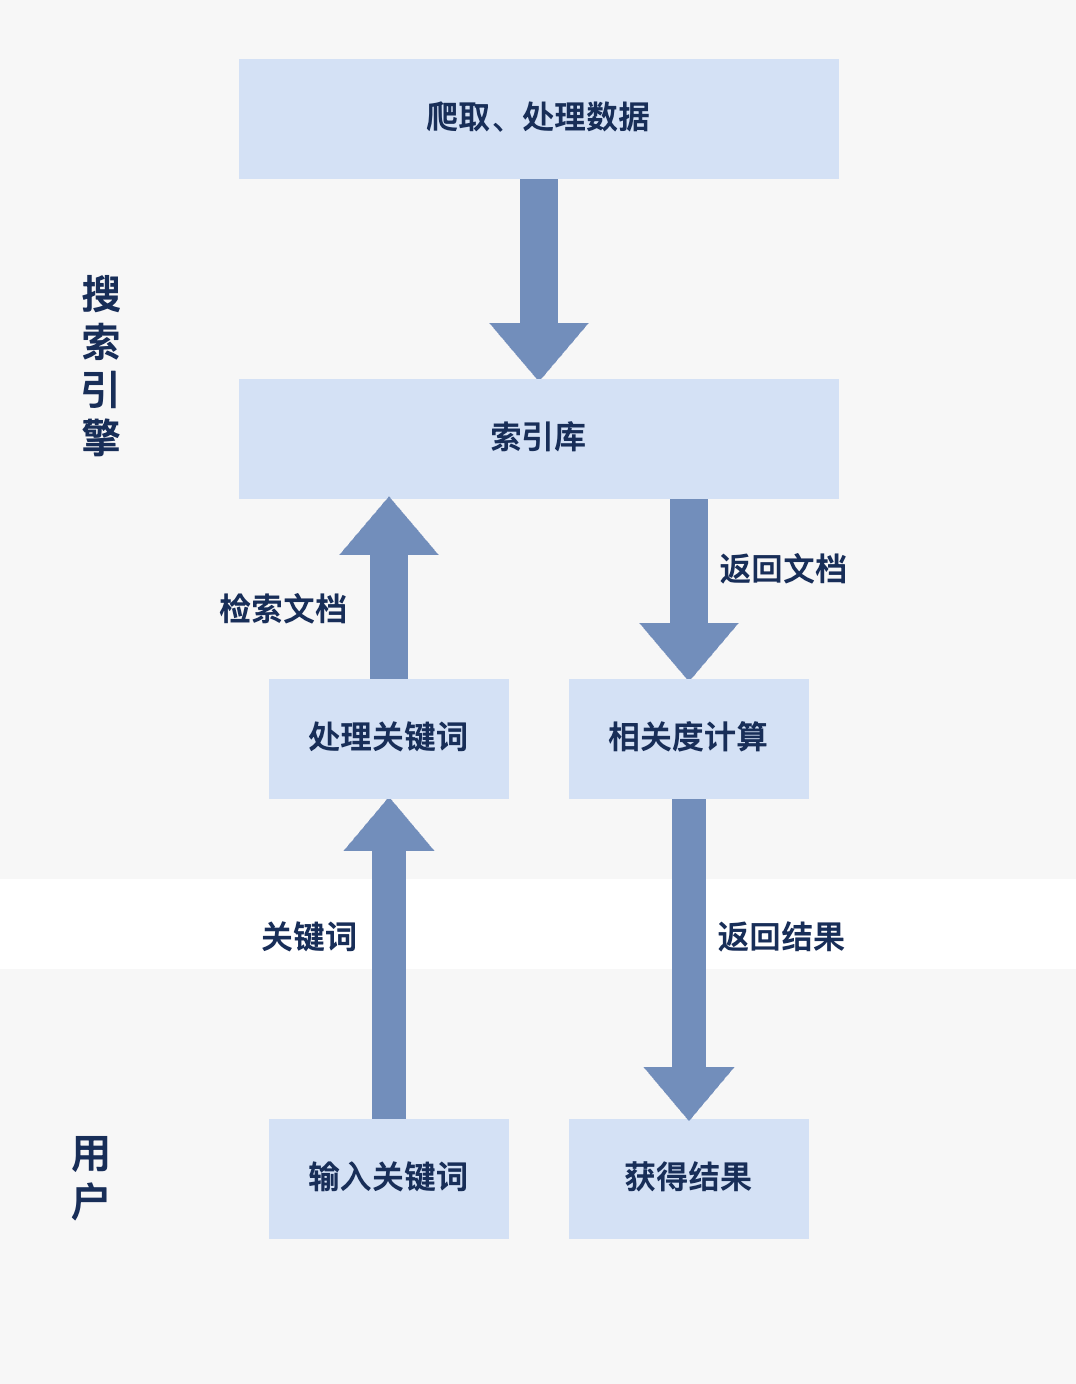 爬取、处理数据
搜索引擎
索引库
返回文档
检索文档
处理关键词
相关度计算
关键词
返回结果
用户
输入关键词
获得结果